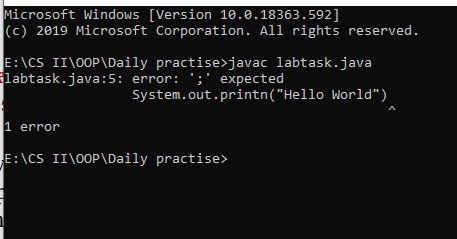 Microsoft Windows [Version 10.0.18363.592]
(c) 2019 Microsoft Corporation. All rights reserved.
E:\CS II\OOP\Daily practise>javac labtask.java
labtask.java:5: error: ';' expected
System.out.printn("Hello World")
^
1 error
E:\CS II\OOP\Daily practise>